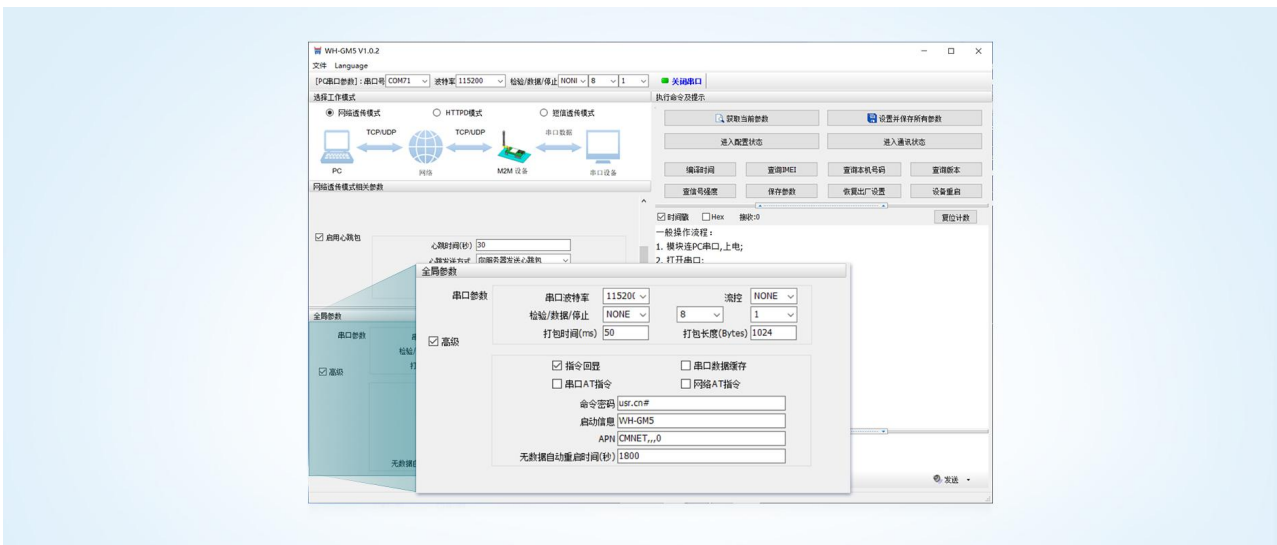 WH-GM5 V1.0.2
文件 Language
[PC串口参数]：串口号 COM71 波特率 115200 检验/数据/停止 NONI 8 1 关闭串口
选择工作模式
网络透传模式 HTTPD模式 短信透传模式
TCP/UDP TCP/UDP 串口数据
PC 网络 M2M 设备 串口设备
网络透传模式相关参数
启用心跳包
心跳时间(秒) 30
心跳发送方式 向服务器发送心跳包
全局参数
串口参数
检验/
高级
无数据
执行命令及提示
获取当前参数 设置并保存所有参数
进入配置状态 进入通讯状态
编译时间 查询IMEI 查询本机号码 查询版本
查信号强度 保存参数 恢复出厂设置 设备重启
时间戳 Hex 接收:0 复位计数
一般操作流程：
1. 模块连PC串口,上电;
2. 打开串口;
发送
全局参数
串口参数 串口波特率 11520( 流控 NONE
检验/数据/停止 NONE 8 1
高级 打包时间(ms) 50 打包长度(Bytes) 1024
指令回显 串口数据缓存
串口AT指令 网络AT指令
命令密码 usr.cn#
启动信息 WH-GM5
APN CMNET,,,0
无数据自动重启时间(秒) 1800